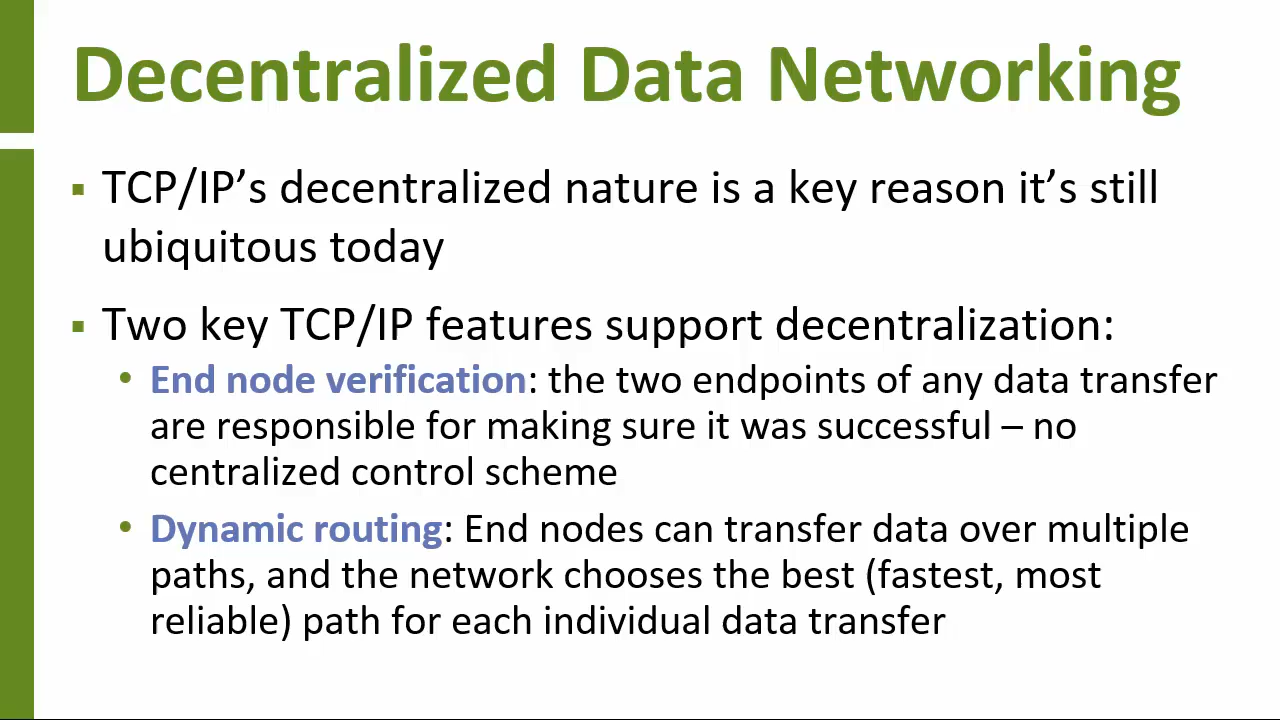 Decentralized Data Networking
▪ TCP/IP’s decentralized nature is a key reason it’s still
ubiquitous today
▪ Two key TCP/IP features support decentralization:
• End node verification: the two endpoints of any data transfer
are responsible for making sure it was successful – no
centralized control scheme
• Dynamic routing: End nodes can transfer data over multiple
paths, and the network chooses the best (fastest, most
reliable) path for each individual data transfer